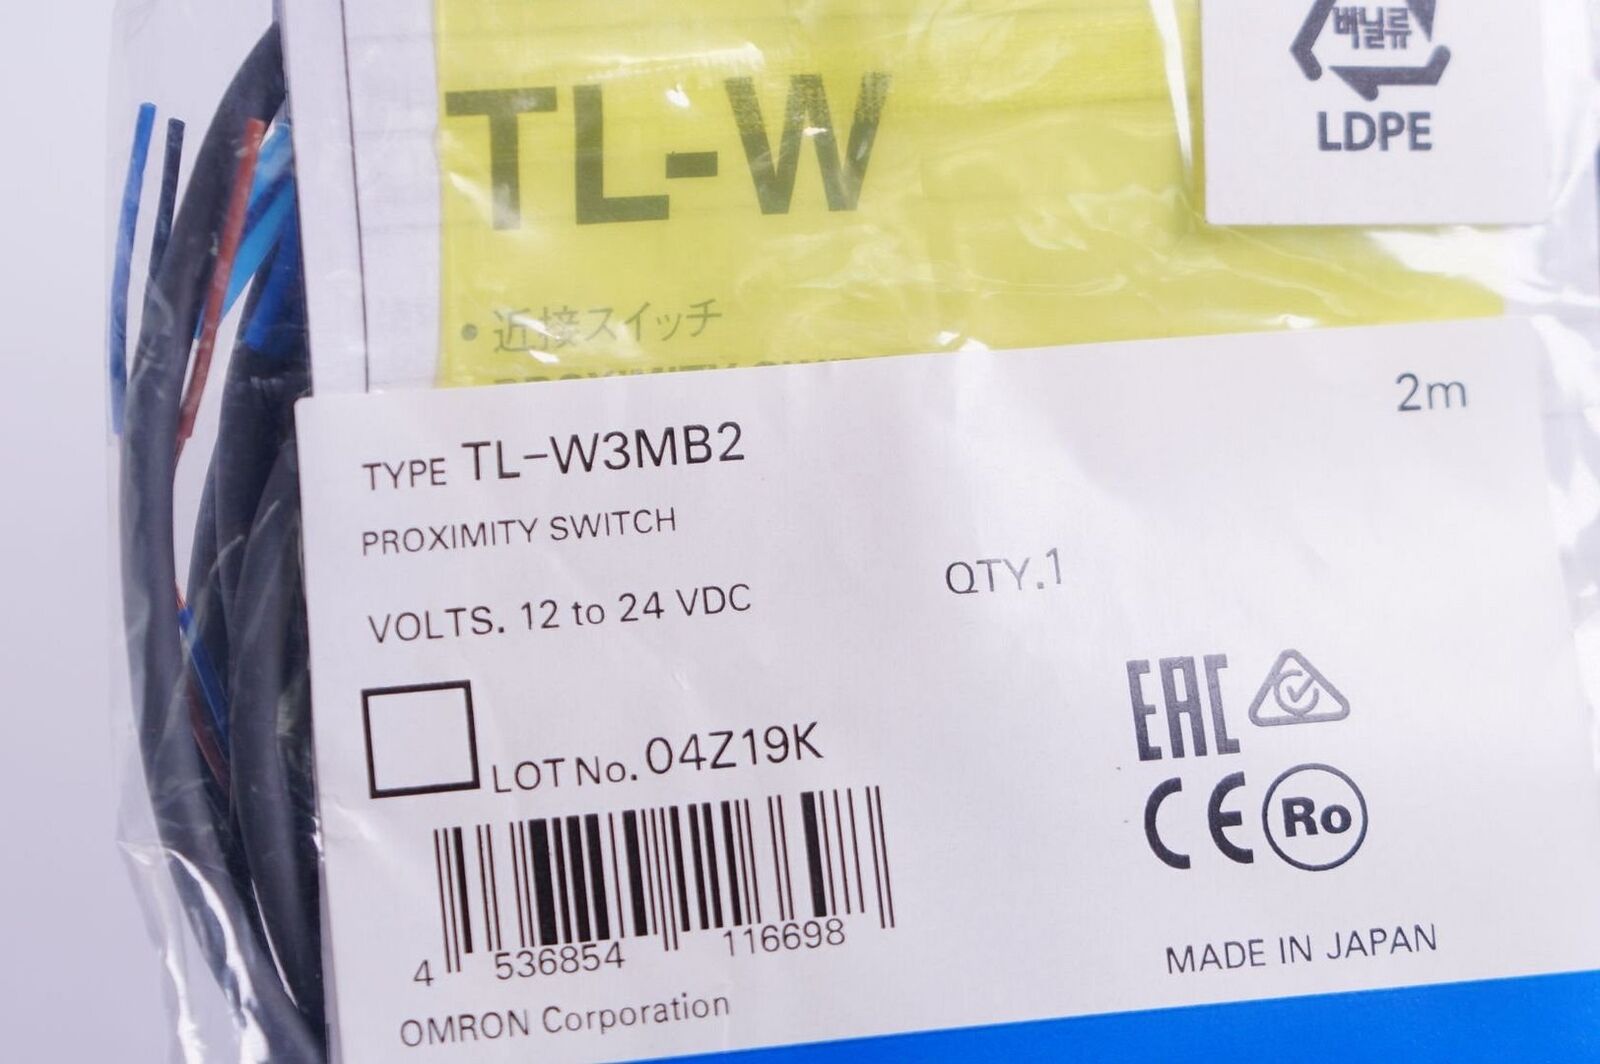 버닐류
LDPE
TL-W
• 近接スイッチ
PROXIMITY
2m
TYPE TL-W3MB2
PROXIMITY SWITCH
QTY.1
VOLTS. 12 to 24 VDC
LOT No. 04Z19K
EAC
CE Ro
4 536854 116698
MADE IN JAPAN
OMRON Corporation